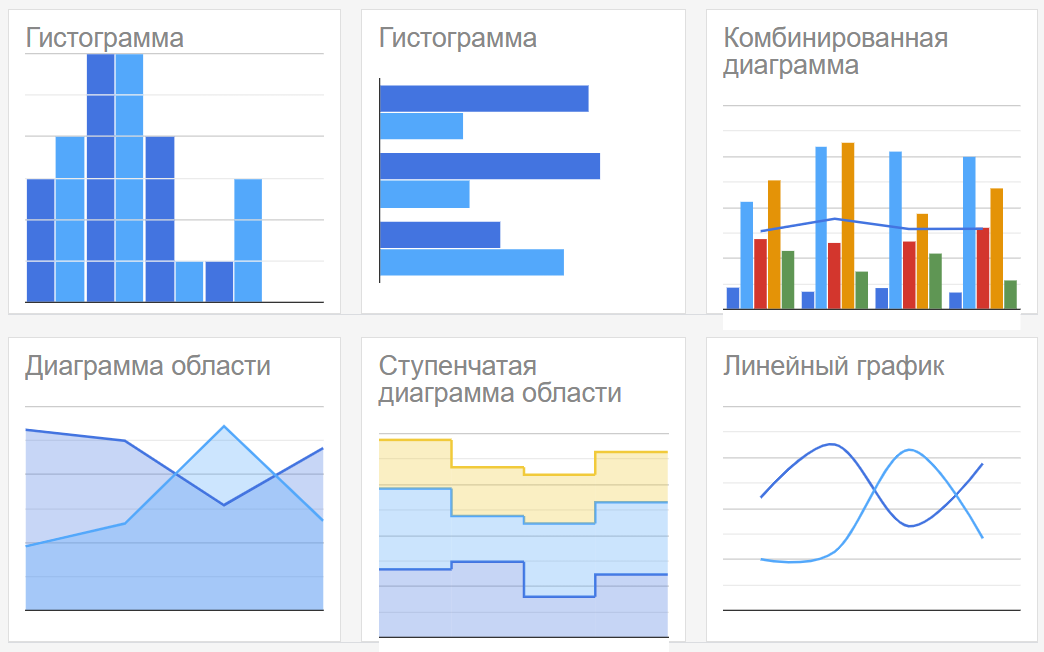 Гистограмма
Гистограмма
Комбинированная
диаграмма
Диаграмма области
Ступенчатая
диаграмма области
Линейный график